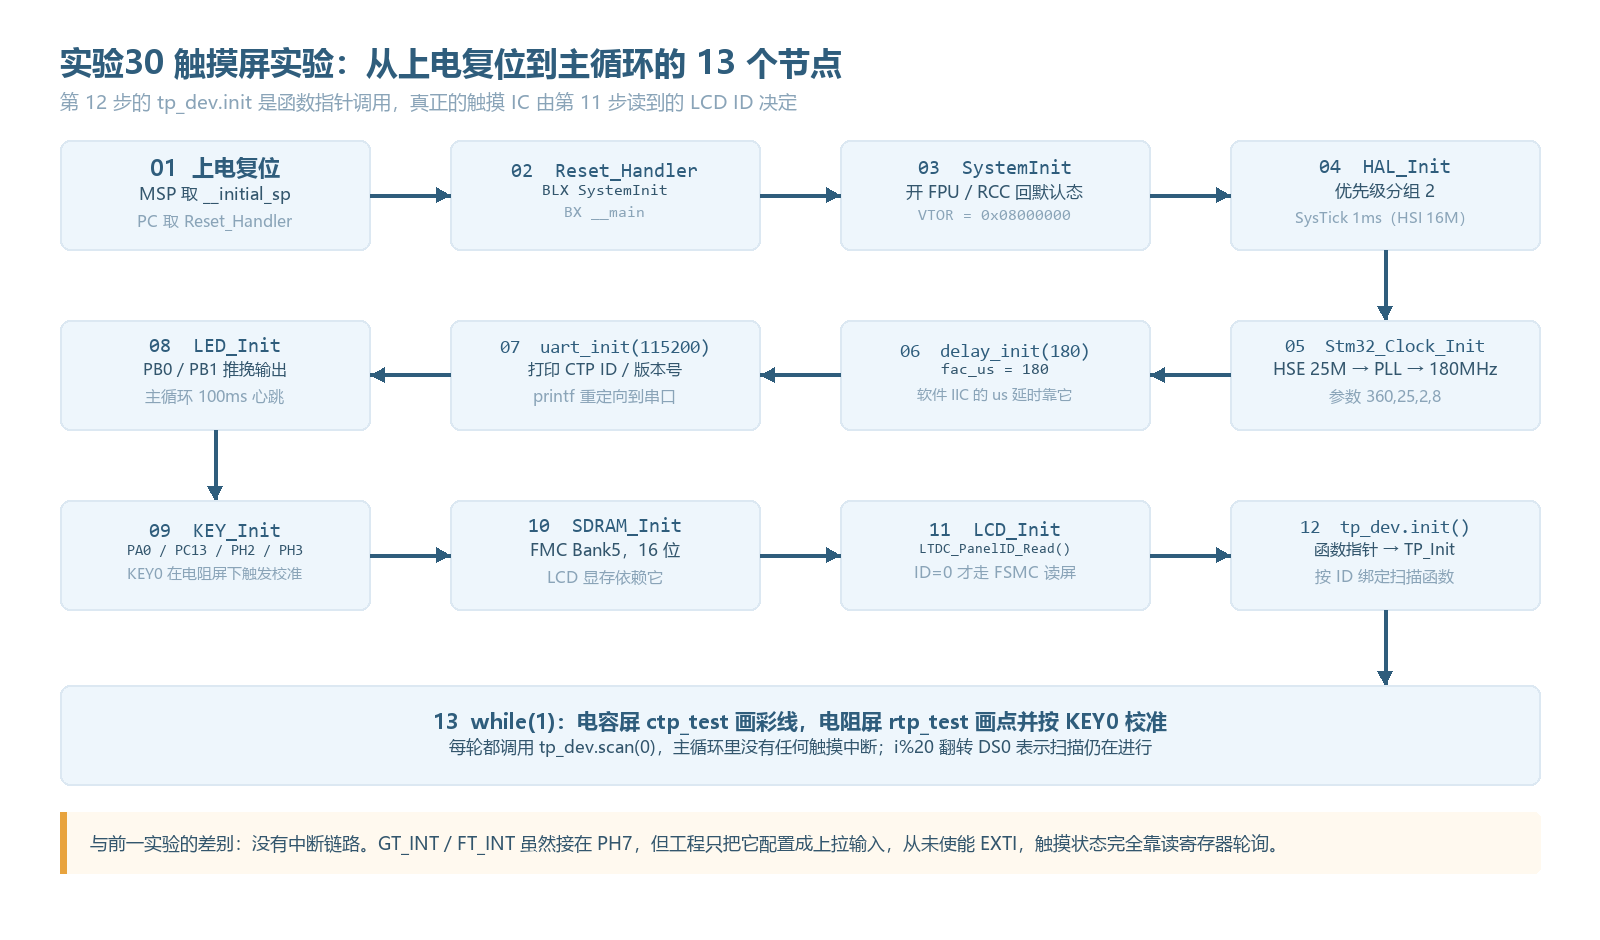 实验30 触摸屏实验：从上电复位到主循环的 13 个节点
第 12 步的 tp_dev.init 是函数指针调用，真正的触摸 IC 由第 11 步读到的 LCD ID 决定
01 上电复位
MSP 取 __initial_sp
PC 取 Reset_Handler
02 Reset_Handler
BLX SystemInit
BX __main
03 SystemInit
开 FPU / RCC 回默认态
VTOR = 0x08000000
04 HAL_Init
优先级分组 2
SysTick 1ms（HSI 16M）
05 Stm32_Clock_Init
HSE 25M → PLL → 180MHz
参数 360,25,2,8
06 delay_init(180)
fac_us = 180
软件 IIC 的 us 延时靠它
07 uart_init(115200)
打印 CTP ID / 版本号
printf 重定向到串口
08 LED_Init
PB0 / PB1 推挽输出
主循环 100ms 心跳
09 KEY_Init
PA0 / PC13 / PH2 / PH3
KEY0 在电阻屏下触发校准
10 SDRAM_Init
FMC Bank5，16 位
LCD 显存依赖它
11 LCD_Init
LTDC_PanelID_Read()
ID=0 才走 FSMC 读屏
12 tp_dev.init()
函数指针 → TP_Init
按 ID 绑定扫描函数
13 while(1)：电容屏 ctp_test 画彩线，电阻屏 rtp_test 画点并按 KEY0 校准
每轮都调用 tp_dev.scan(0)，主循环里没有任何触摸中断；i%20 翻转 DS0 表示扫描仍在进行
与前一实验的差别：没有中断链路。GT_INT / FT_INT 虽然接在 PH7，但工程只把它配置成上拉输入，从未使能 EXTI，触摸状态完全靠读寄存器轮询。